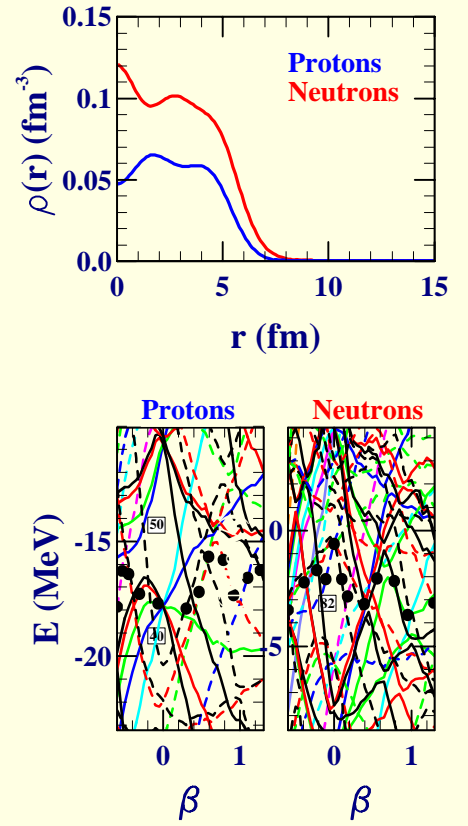 0.15
Protons
Neutrons
0.1
ρ(r) (fm-3)
0.05
0.0
0 5 10 15
r (fm)
Protons Neutrons
50
0
-15
E (MeV)
82
40
-5
-20
0 1 0 1
β β